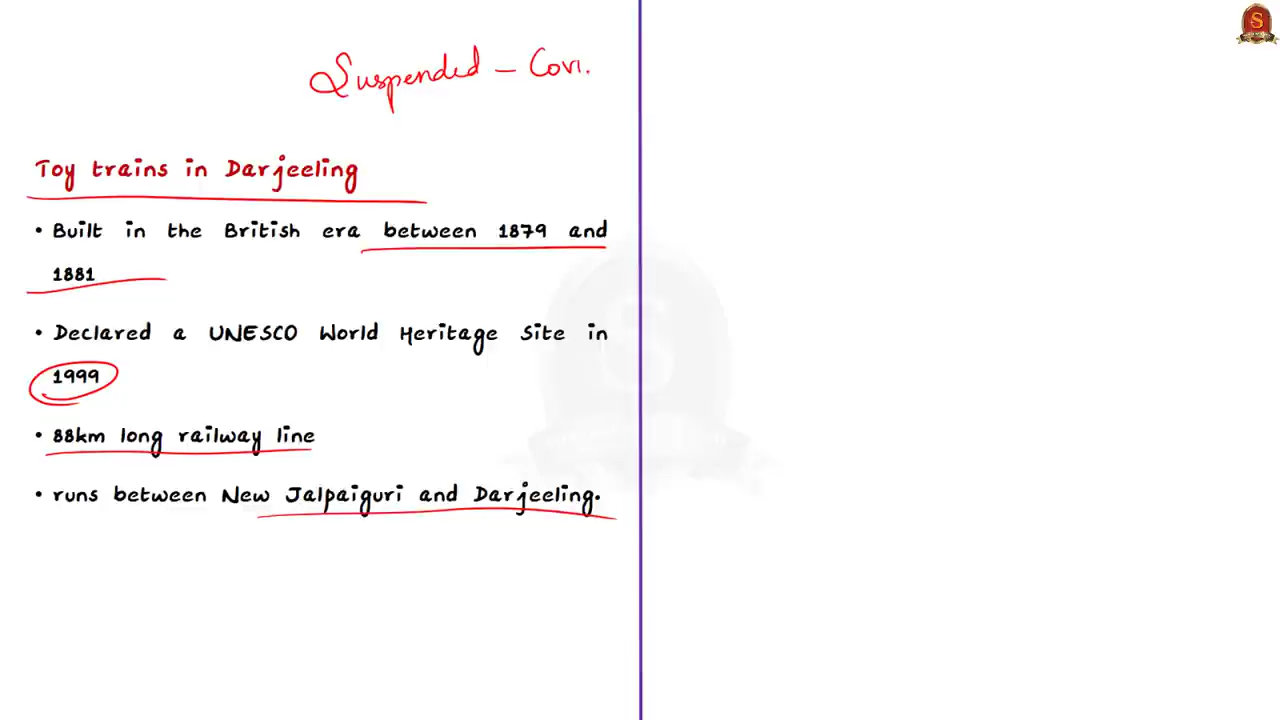 Suspended - Covi
Toy trains in Darjeeling
• Built in the British era between 1879 and
1881
• Declared a UNESCO World Heritage Site in
1999
• 88km long railway line
• runs between New Jalpaiguri and Darjeeling.
S